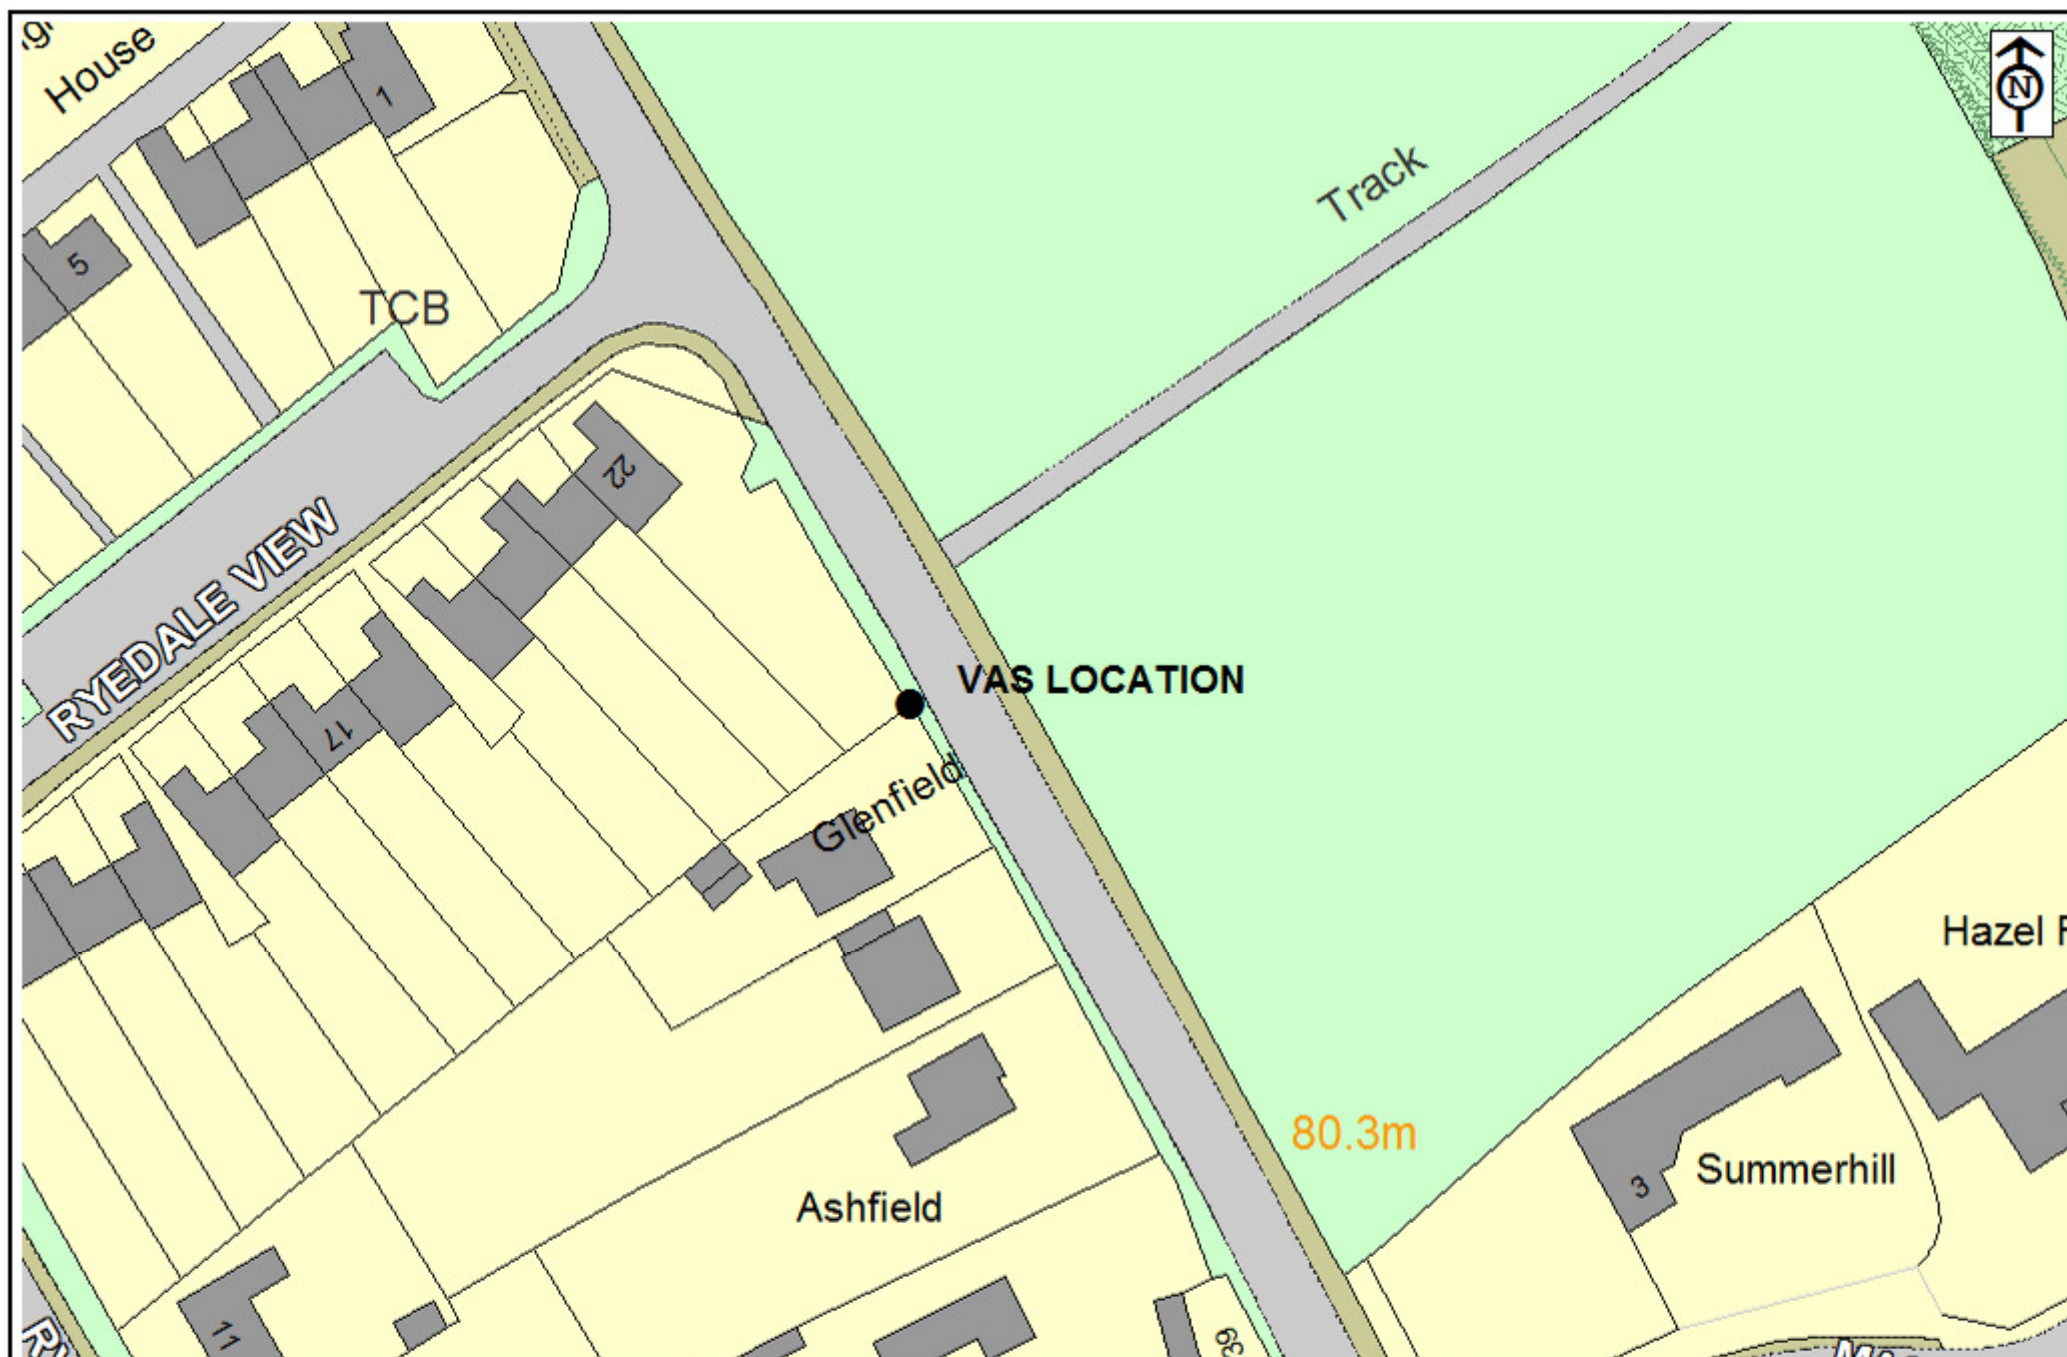 House
1
N
Track
5
TCB
22
RYEDALE VIEW
VAS LOCATION
17
Glenfield
Hazel
80.3m
Summerhill
3
Ashfield
11
39